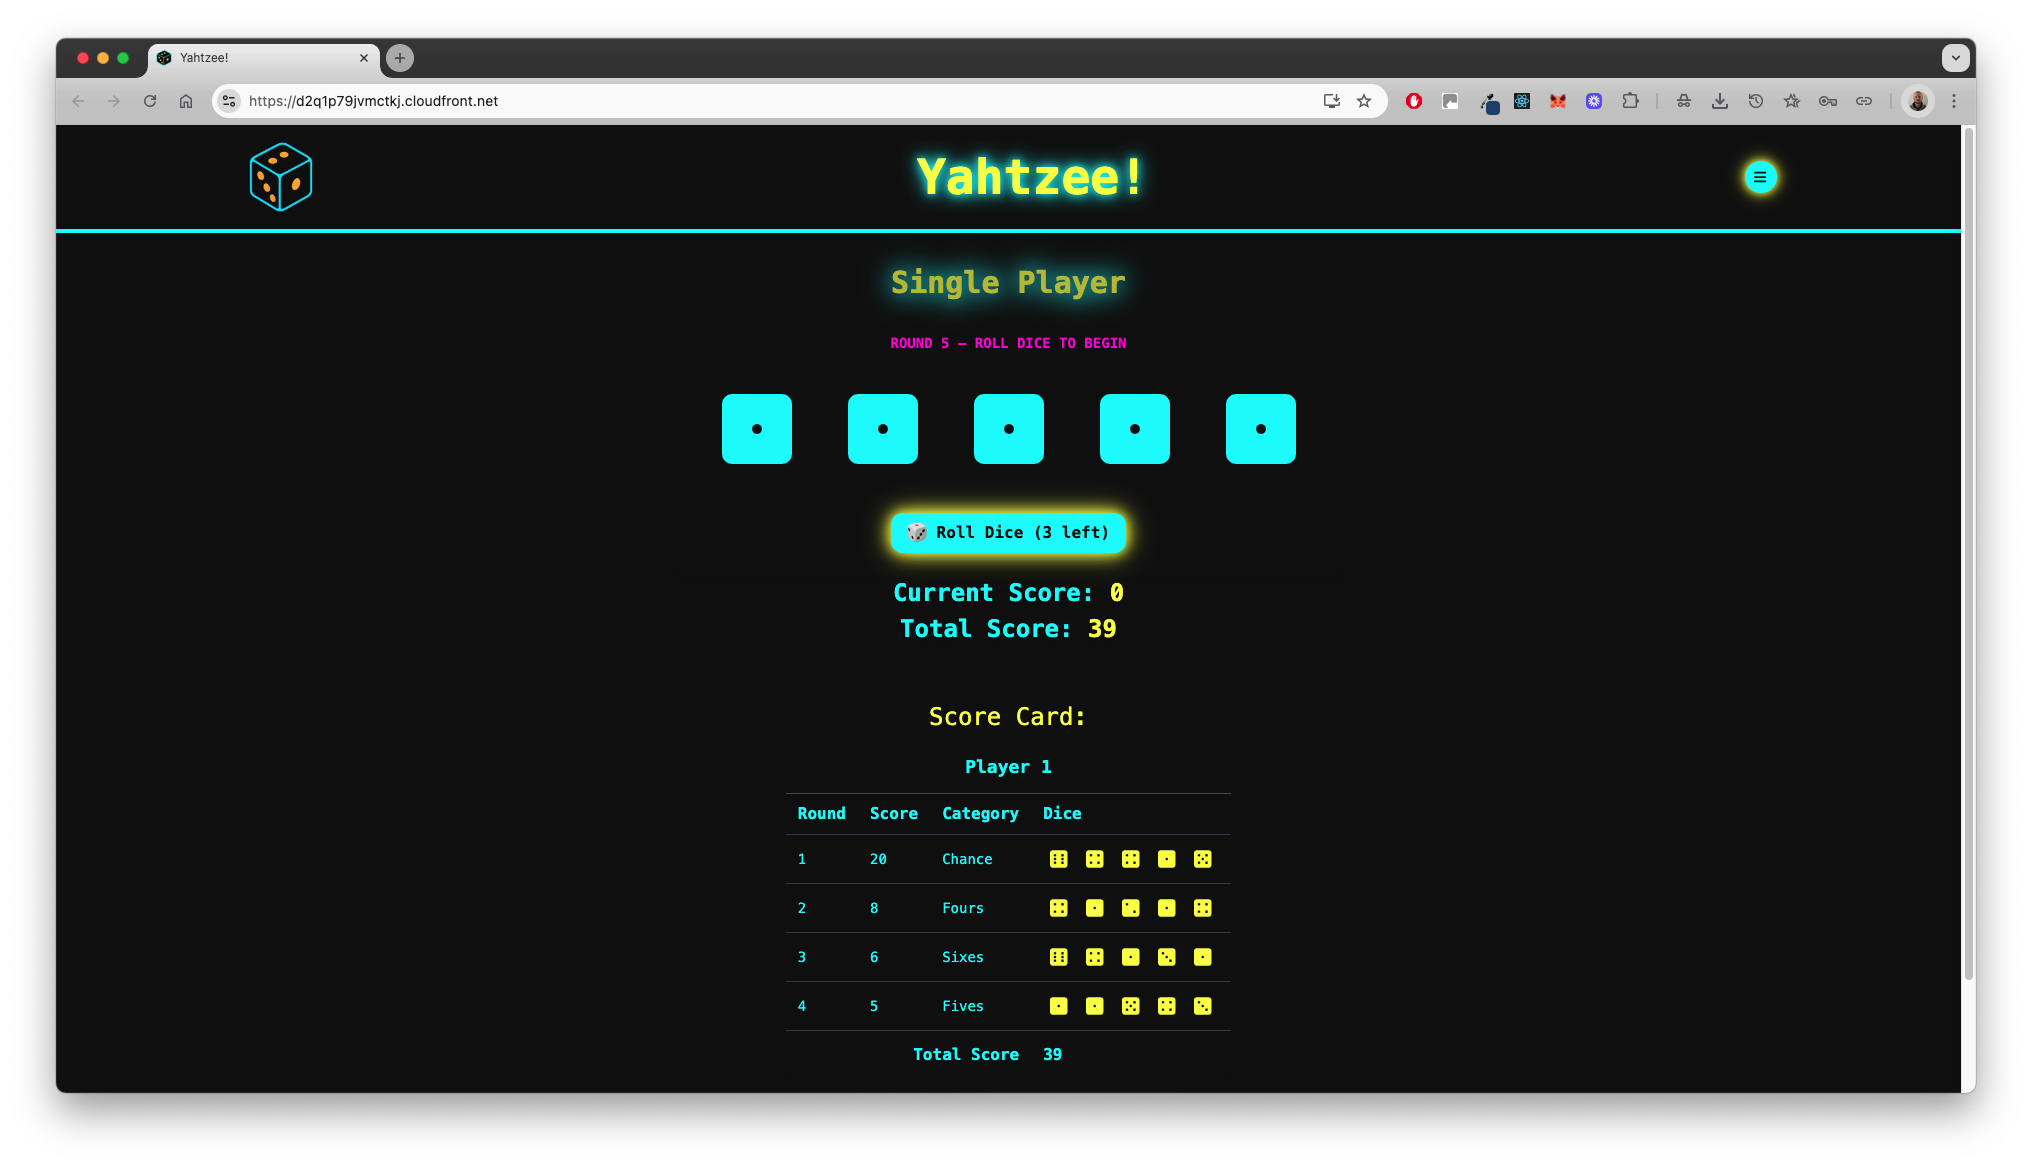 Yahtzee!
https://d2q1p79jvmctkj.cloudfront.net
Yahtzee!
Single Player
ROUND 5 – ROLL DICE TO BEGIN
Roll Dice (3 left)
Current Score: 0
Total Score: 39
Score Card:
Player 1
Round Score Category Dice
1 20 Chance
2 8 Fours
3 6 Sixes
4 5 Fives
Total Score 39